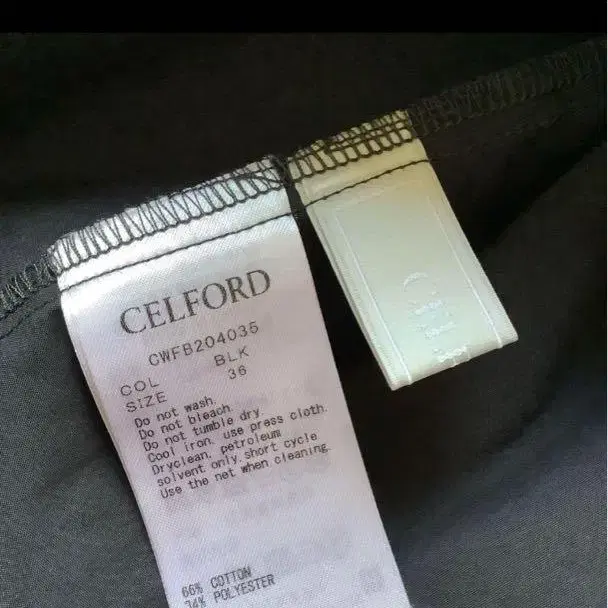 CELFORD
CWFB204035
COL BLK
SIZE 36
Do not wash.
Do not bleach.
Do not tumble dry.
Cool iron, use press cloth.
Dryclean, petroleum
solvent only, short cycle.
Use the net when cleaning.
66% COTTON
34% POLYESTER